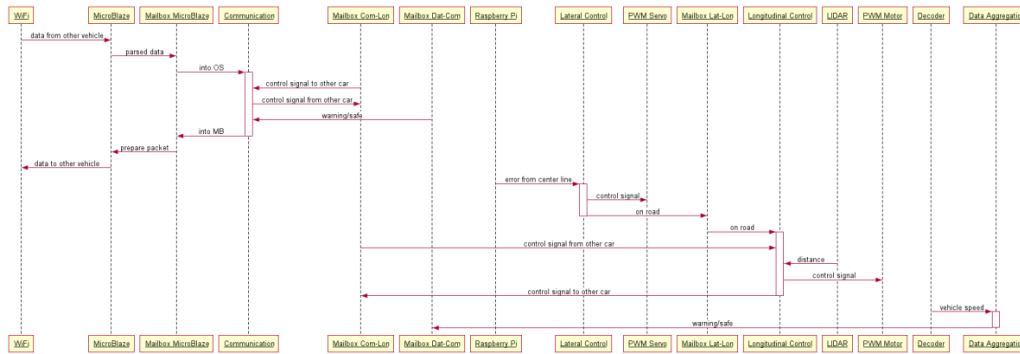 WiFi MicroBlaze Mailbox MicroBlaze Communication Mailbox Com-Lon Mailbox Dat-Com Raspberry Pi Lateral Control PWM Servo Mailbox Lat-Lon Longitudinal Control LIDAR PWM Motor Decoder Data Aggregati
data from other vehicle
parsed data
into OS
control signal to other car
control signal from other car
warning/safe
into MB
prepare packet
data to other vehicle
error from center line
control signal
on road
on road
control signal from other car
distance
control signal
control signal to other car
vehicle speed
warning/safe
WiFi MicroBlaze Mailbox MicroBlaze Communication Mailbox Com-Lon Mailbox Dat-Com Raspberry Pi Lateral Control PWM Servo Mailbox Lat-Lon Longitudinal Control LIDAR PWM Motor Decoder Data Aggregati